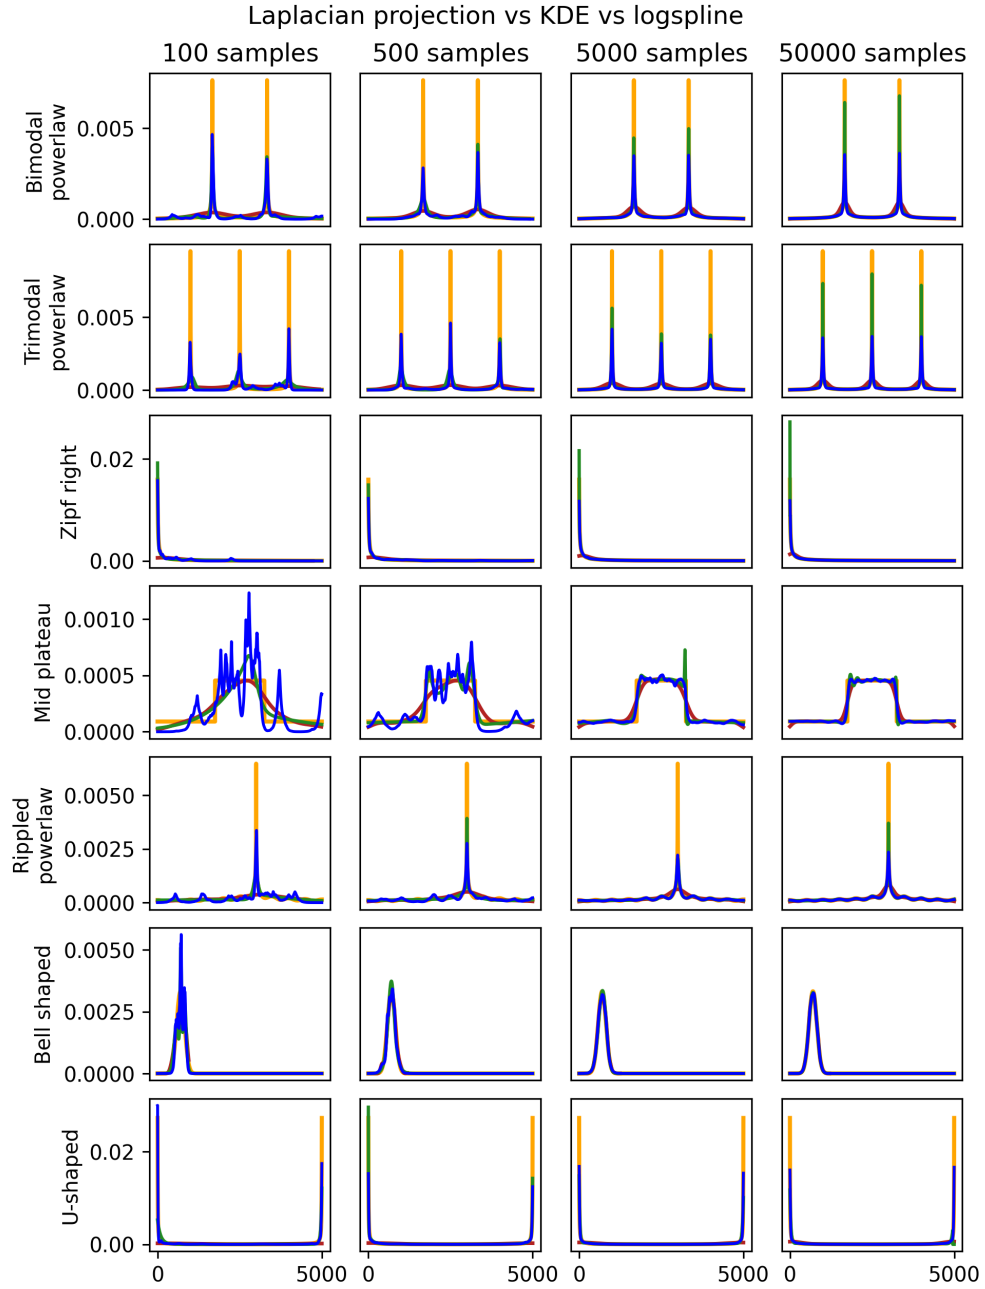 Laplacian projection vs KDE vs logspline
100 samples
500 samples
5000 samples
50000 samples
Bimodal
powerlaw
0.005
0.000
Trimodal
powerlaw
0.005
0.000
Zipf right
0.02
0.00
Mid plateau
0.0010
0.0005
0.0000
Rippled
powerlaw
0.0050
0.0025
0.0000
Bell shaped
0.0050
0.0025
0.0000
U-shaped
0.02
0.00
0 5000 0 5000 0 5000 0 5000